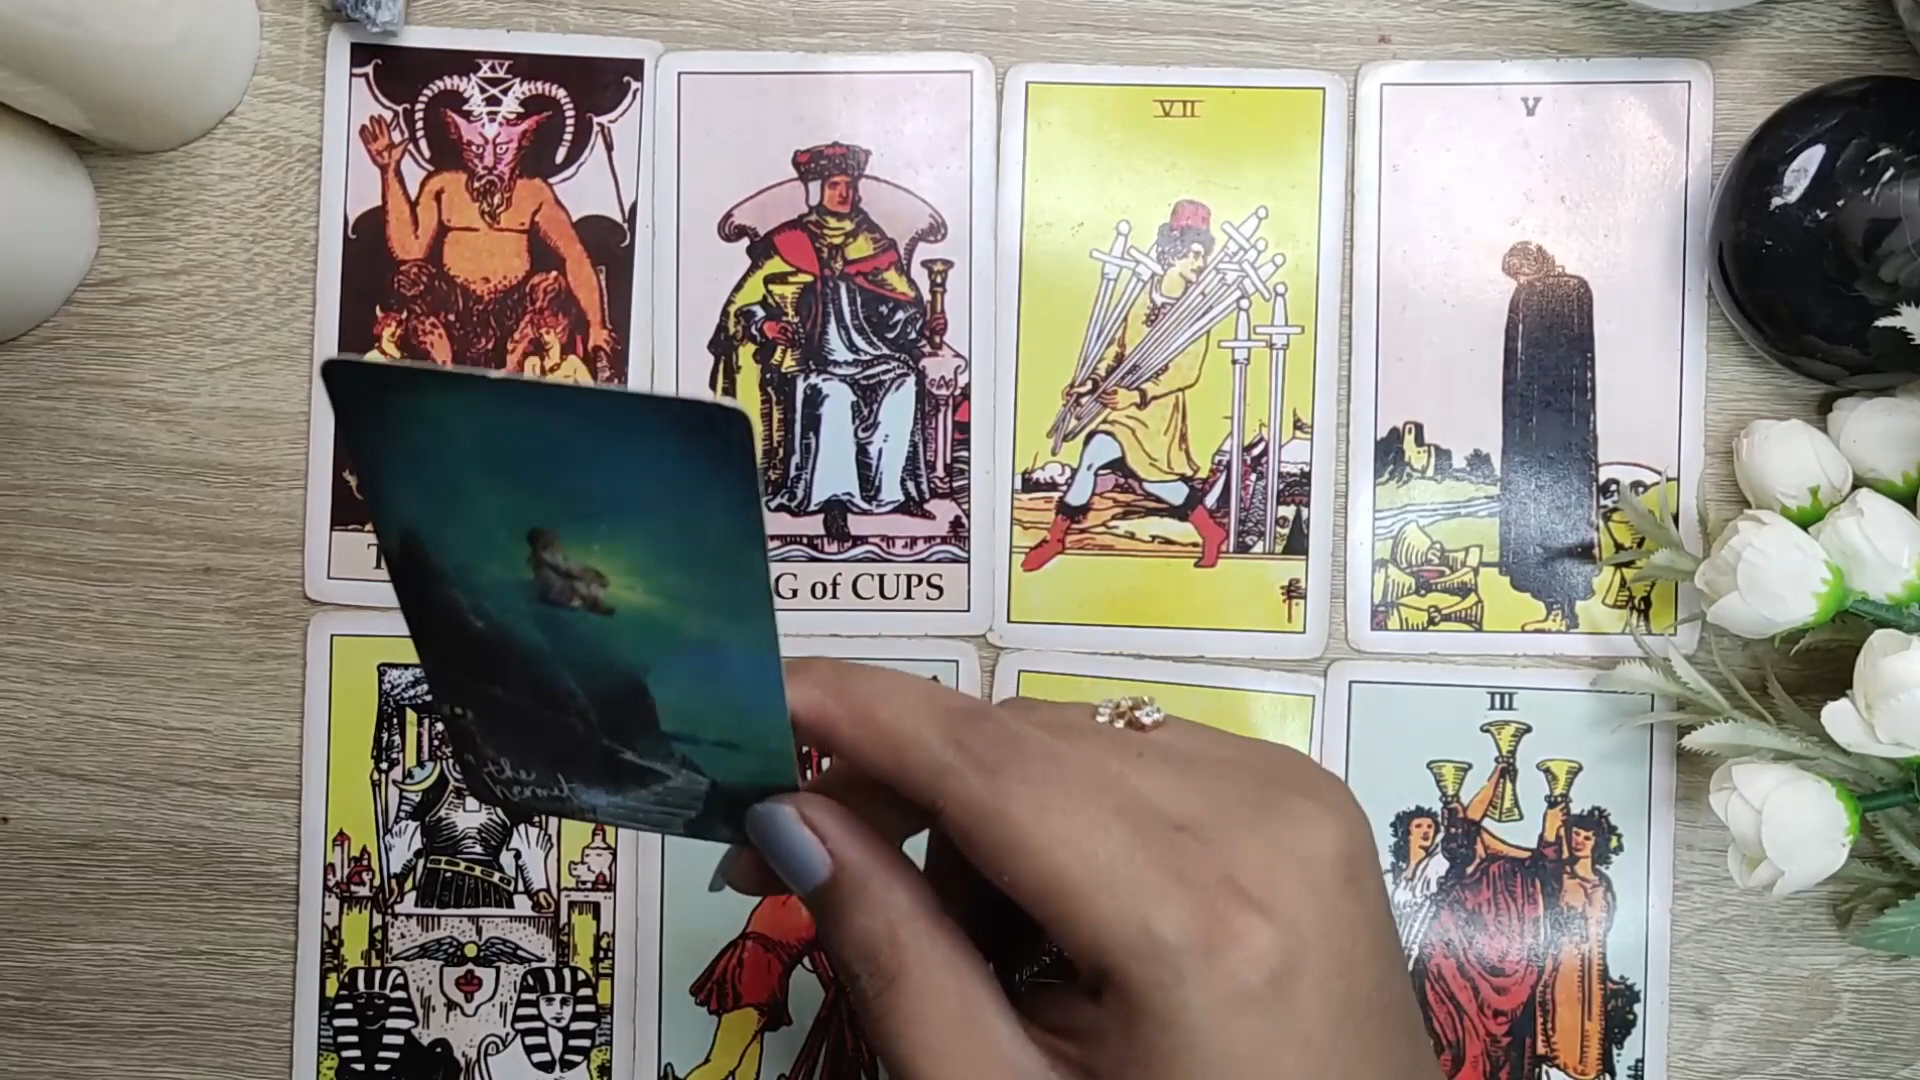 XV
VII
V
G of CUPS
T
III
the
hermit